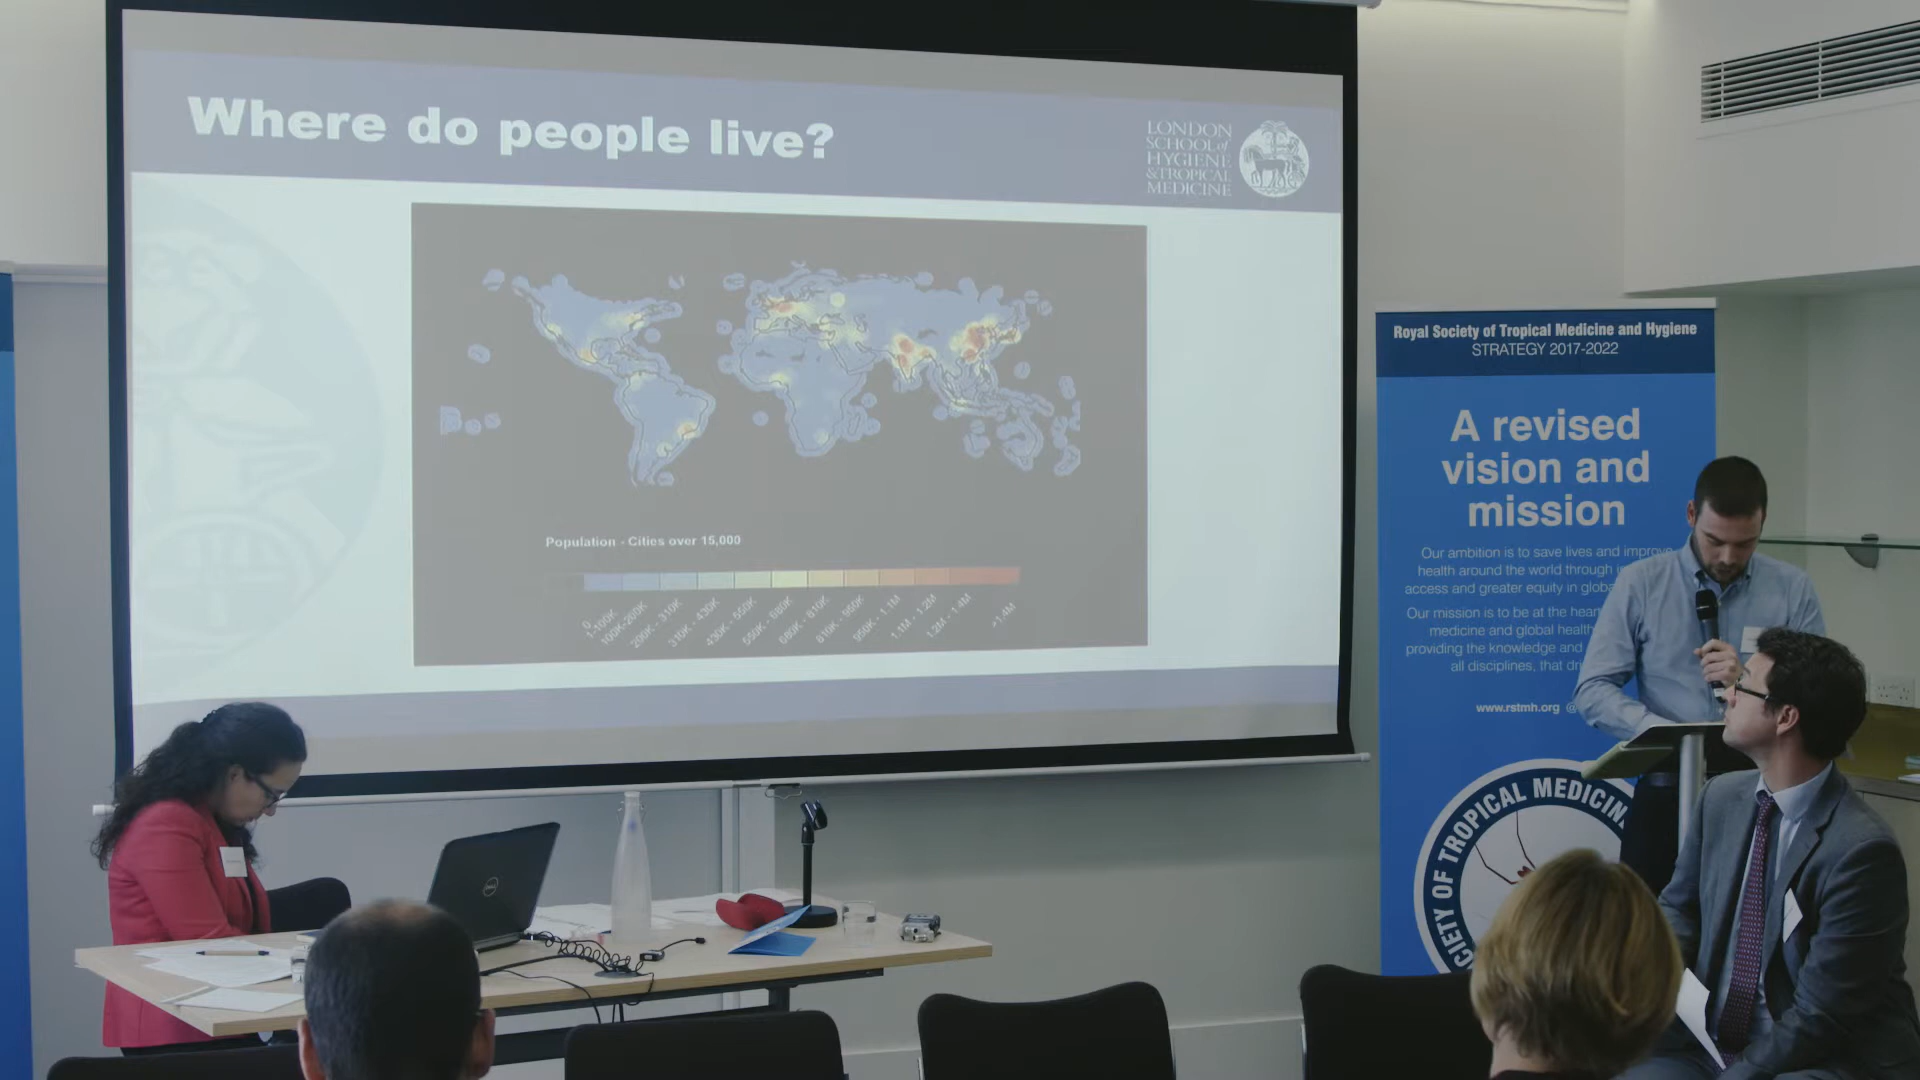 Where do people live?
LONDON
SCHOOL of
HYGIENE
& TROPICAL
MEDICINE
Population - Cities over 15,000
0
1-100K
100K-200K
200K - 310K
310K - 430K
430K - 550K
550K - 680K
680K - 810K
810K - 950K
950K - 1.1M
1.1M - 1.2M
1.2M - 1.4M
>1.4M
Royal Society of Tropical Medicine and Hygiene
STRATEGY 2017-2022
A revised
vision and
mission
Our ambition is to save lives and improve
health around the world through
access and greater equity in
Our mission is to be at the
medicine and global health
providing the knowledge and
all disciplines, that
www.rstmh.org @
OF TROPICAL
DELL